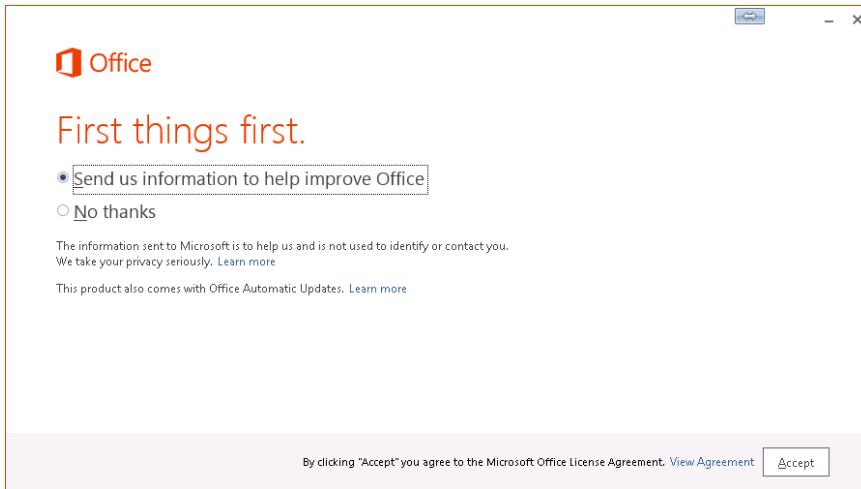 Office
First things first.
Send us information to help improve Office
No thanks
The information sent to Microsoft is to help us and is not used to identify or contact you.
We take your privacy seriously. Learn more
This product also comes with Office Automatic Updates. Learn more
By clicking "Accept" you agree to the Microsoft Office License Agreement. View Agreement Accept